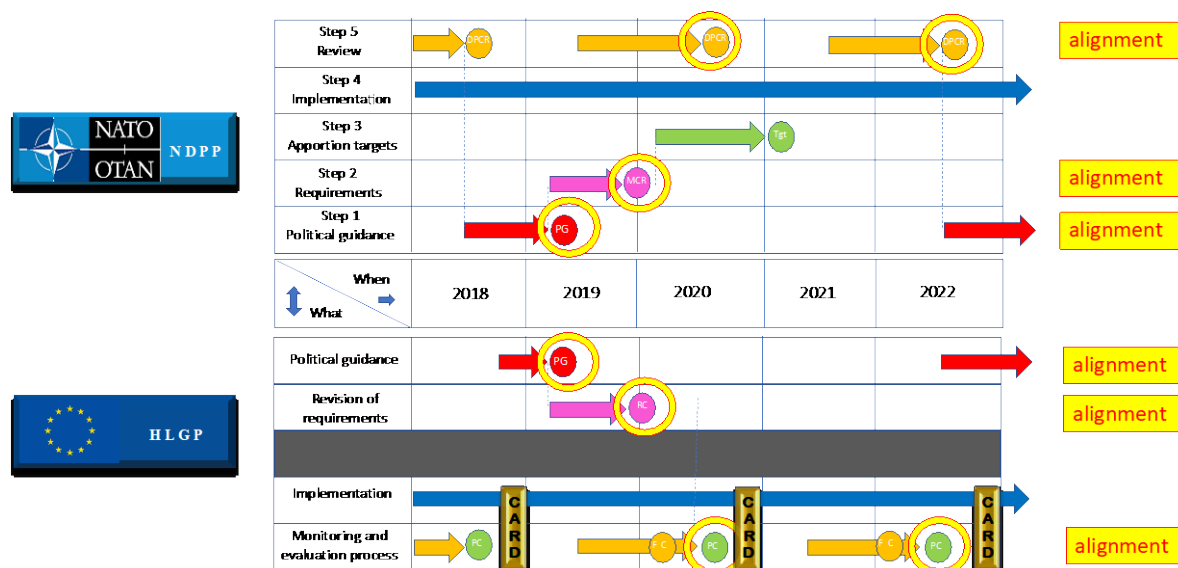 Step 5
Review
DPCR
DPCR
DPCR
alignment
Step 4
Implementation
NATO
OTAN
NDPP
Step 3
Apportion targets
Tgt
Step 2
Requirements
MCR
alignment
Step 1
Political guidance
PG
alignment
When
What
2018
2019
2020
2021
2022
Political guidance
PG
alignment
Revision of
requirements
RC
alignment
HLGP
Implementation
CARD
CARD
CARD
Monitoring and
evaluation process
PC
F C
PC
F C
PC
alignment